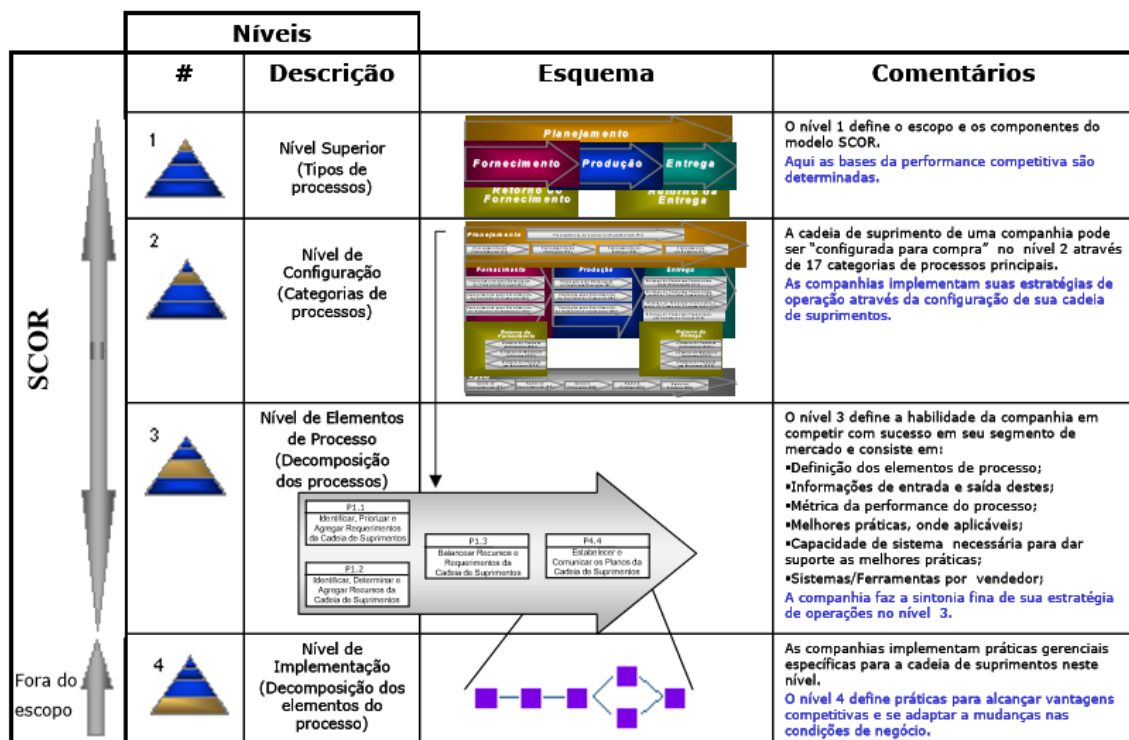 Níveis
#
Descrição
Esquema
Comentários
SCOR
1
Nível Superior
(Tipos de
processos)
Planejamento
Fornecimento
Produção
Entrega
Retorno do
Fornecimento
Retorno da
Entrega
O nível 1 define o escopo e os componentes do
modelo SCOR.
Aqui as bases da performance competitiva são
determinadas.
2
Nível de
Configuração
(Categorias de
processos)
Planejamento
Fornecimento
Produção
Entrega
Retorno da
Entrega
A cadeia de suprimento de uma companhia pode
ser "configurada para compra" no nível 2 através
de 17 categorias de processos principais.
As companhias implementam suas estratégias de
operação através da configuração de sua cadeia
de suprimentos.
3
Nível de Elementos
de Processo
(Decomposição
dos processos)
P1.1
Identificar, Priorizar e
Agregar Requerimentos
da Cadeia de Suprimentos
P1.2
Identificar, Determinar e
Agregar Recursos da
Cadeia de Suprimentos
P1.3
Balancear Recursos e
Requerimentos da
Cadeia de Suprimentos
P4.4
Estabelecer e
Comunicar os Planos da
Cadeia de Suprimentos
O nível 3 define a habilidade da companhia em
competir com sucesso em seu segmento de
mercado e consiste em:
▪Definição dos elementos de processo;
▪Informações de entrada e saída destes;
▪Métrica da performance do processo;
▪Melhores práticas, onde aplicáveis;
▪Capacidade de sistema necessária para dar
suporte as melhores práticas;
▪Sistemas/Ferramentas por vendedor;
A companhia faz a sintonia fina de sua estratégia
de operações no nível 3.
Fora do
escopo
4
Nível de
Implementação
(Decomposição dos
elementos do
processo)
As companhias implementam práticas gerenciais
específicas para a cadeia de suprimentos neste
nível.
O nível 4 define práticas para alcançar vantagens
competitivas e se adaptar a mudanças nas
condições de negócio.